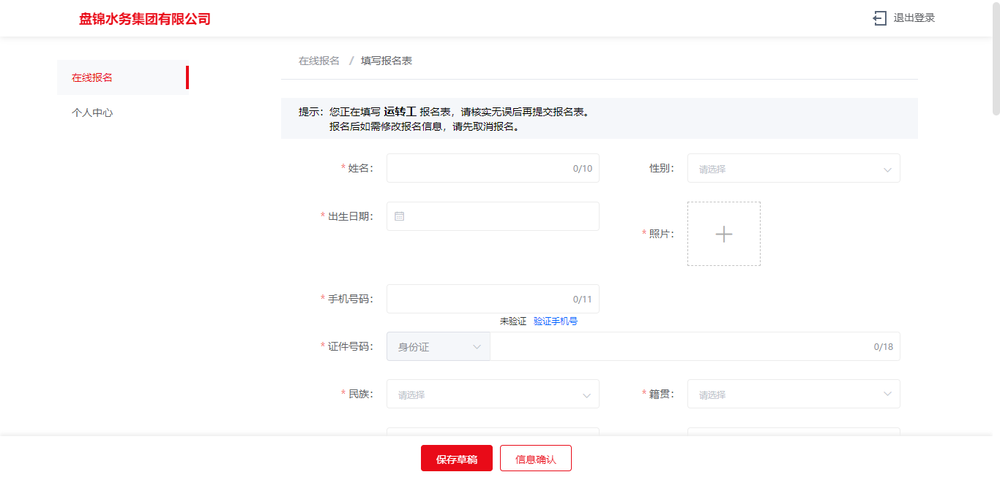 盘锦水务集团有限公司
退出登录
在线报名
个人中心
在线报名 / 填写报名表
提示：您正在填写 运转工 报名表，请核实无误后再提交报名表。
报名后如需修改报名信息，请先取消报名。
* 姓名： 0/10
性别： 请选择
* 出生日期：
* 照片：
* 手机号码： 0/11
未验证 验证手机号
* 证件号码： 身份证 0/18
* 民族： 请选择
* 籍贯： 请选择
保存草稿
信息确认